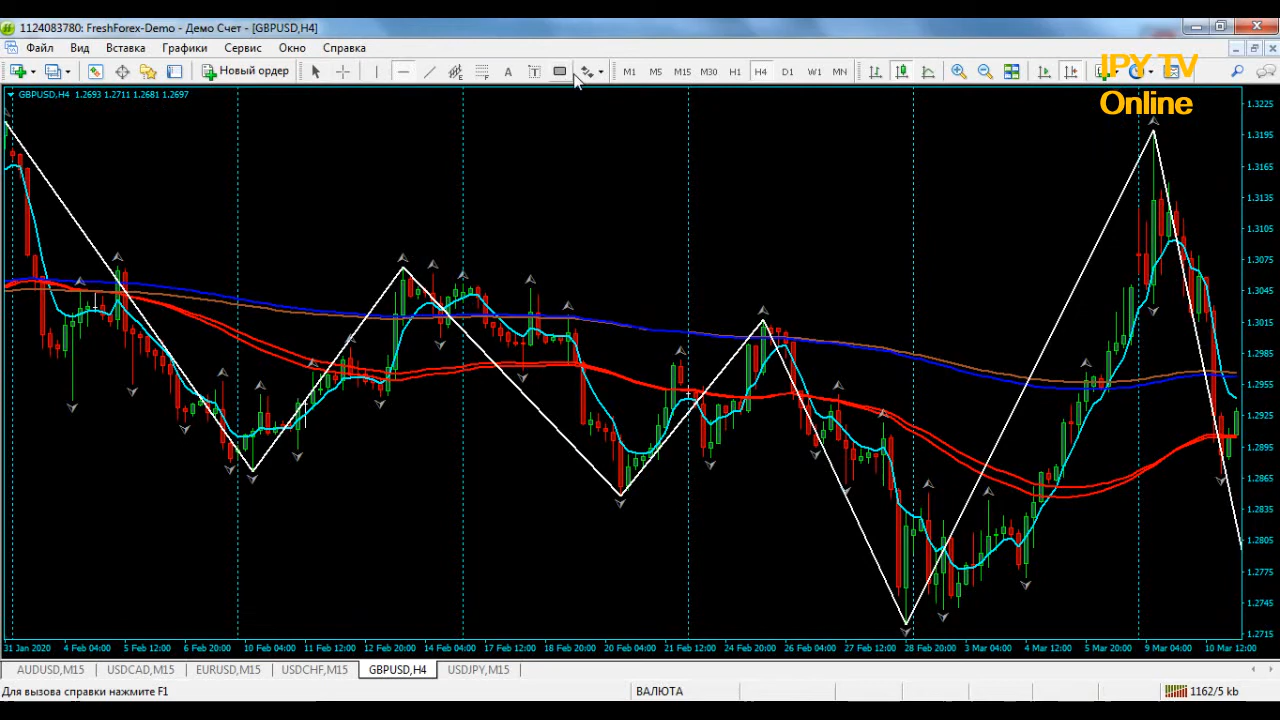 1124083780: FreshForex-Demo - Демо Счет - [GBPUSD,H4]
Файл Вид Вставка Графики Сервис Окно Справка
Новый ордер A T M1 M5 M15 M30 H1 H4 D1 W1 MN
IPY TV
Online
GBPUSD,H4 1.2693 1.2711 1.2681 1.2697
1.3225
1.3195
1.3165
1.3135
1.3105
1.3075
1.3045
1.3015
1.2985
1.2955
1.2925
1.2895
1.2865
1.2835
1.2805
1.2775
1.2745
1.2715
31 Jan 2020 4 Feb 04:00 5 Feb 12:00 6 Feb 20:00 10 Feb 04:00 11 Feb 12:00 12 Feb 20:00 14 Feb 04:00 17 Feb 12:00 18 Feb 20:00 20 Feb 04:00 21 Feb 12:00 24 Feb 20:00 26 Feb 04:00 27 Feb 12:00 28 Feb 20:00 3 Mar 04:00 4 Mar 12:00 5 Mar 20:00 9 Mar 04:00 10 Mar 12:00
AUDUSD,M15 USDCAD,M15 EURUSD,M15 USDCHF,M15 GBPUSD,H4 USDJPY,M15
Для вызова справки нажмите F1 ВАЛЮТА 1162/5 kb